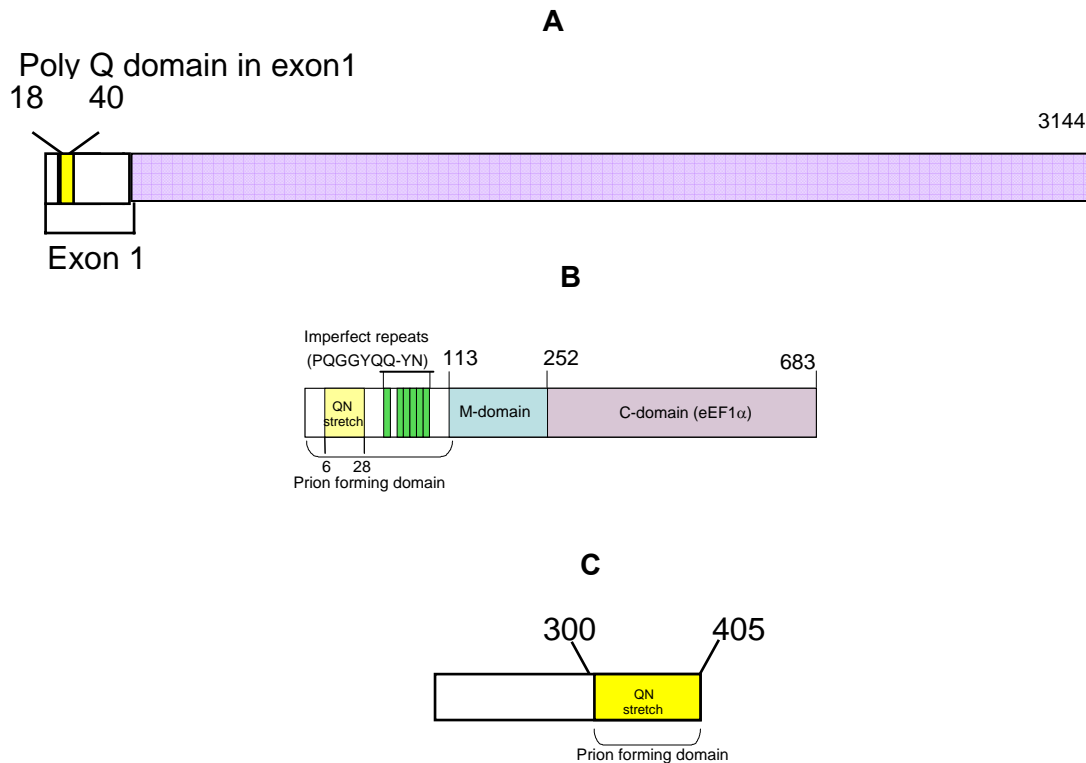 A
Poly Q domain in exon1
18 40
3144
Exon 1
B
Imperfect repeats
(PQGGYQQ-YN) 113 252 683
QN
stretch
M-domain C-domain (eEF1α)
6 28
Prion forming domain
C
300 405
QN
stretch
Prion forming domain